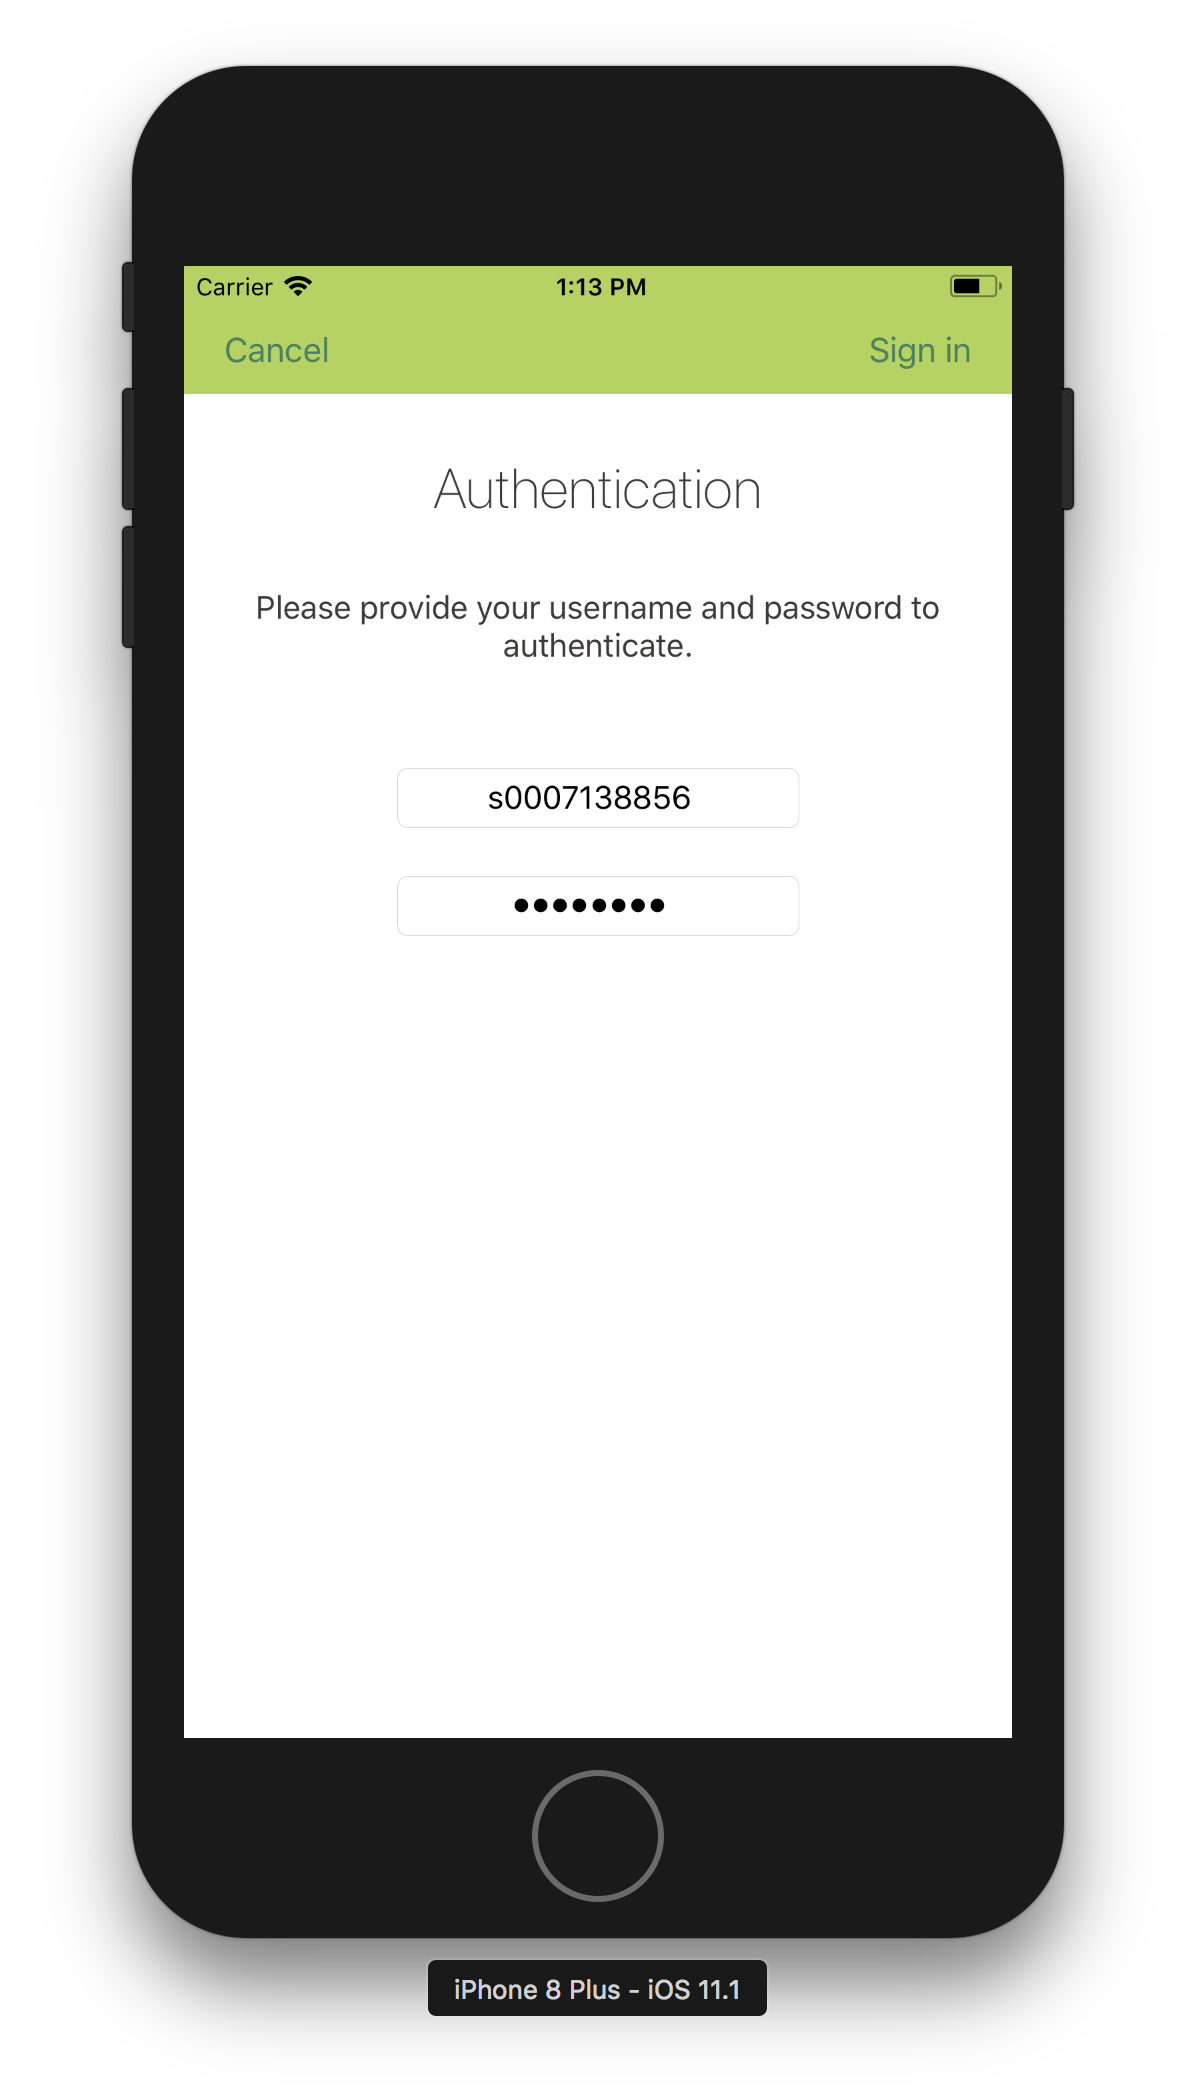 Carrier
1:13 PM
Cancel
Sign in
Authentication
Please provide your username and password to
authenticate.
s0007138856
••••••••
iPhone 8 Plus - iOS 11.1